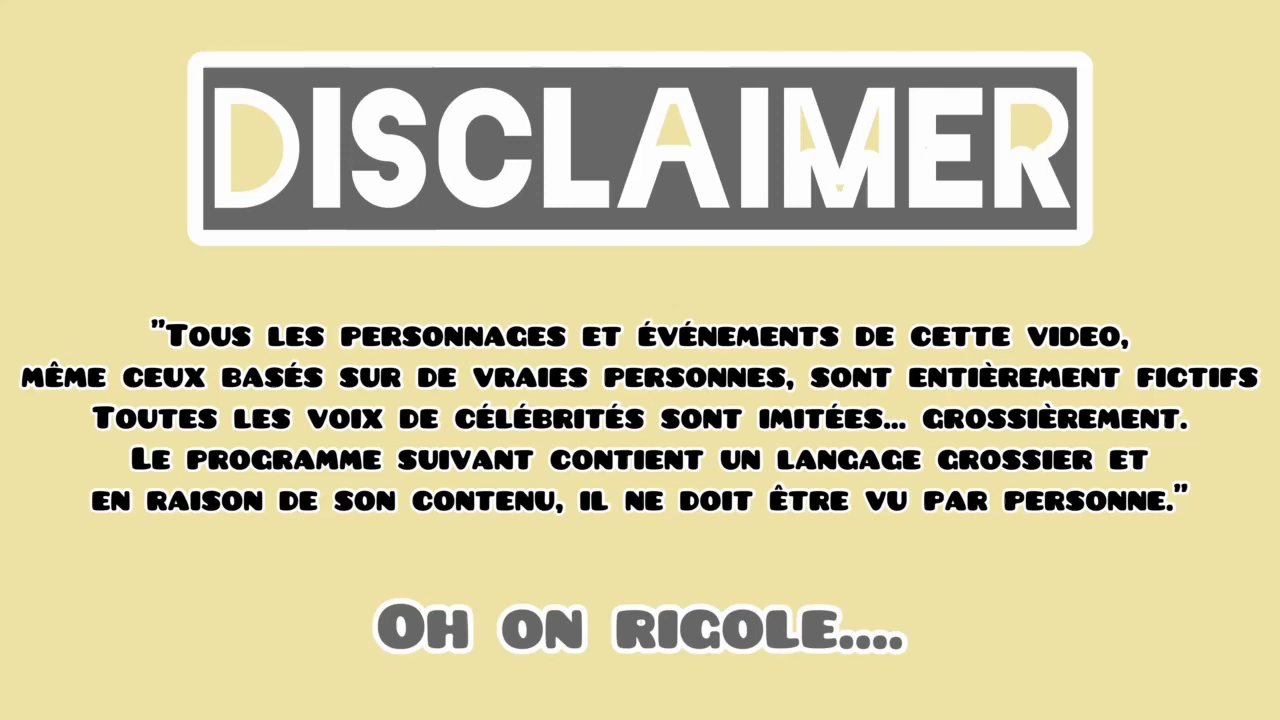 DISCLAIMER
"Tous les personnages et événements de cette video,
même ceux basés sur de vraies personnes, sont entièrement fictifs
Toutes les voix de célébrités sont imitées... grossièrement.
Le programme suivant contient un langage grossier et
en raison de son contenu, il ne doit être vu par personne."
Oh on rigole....